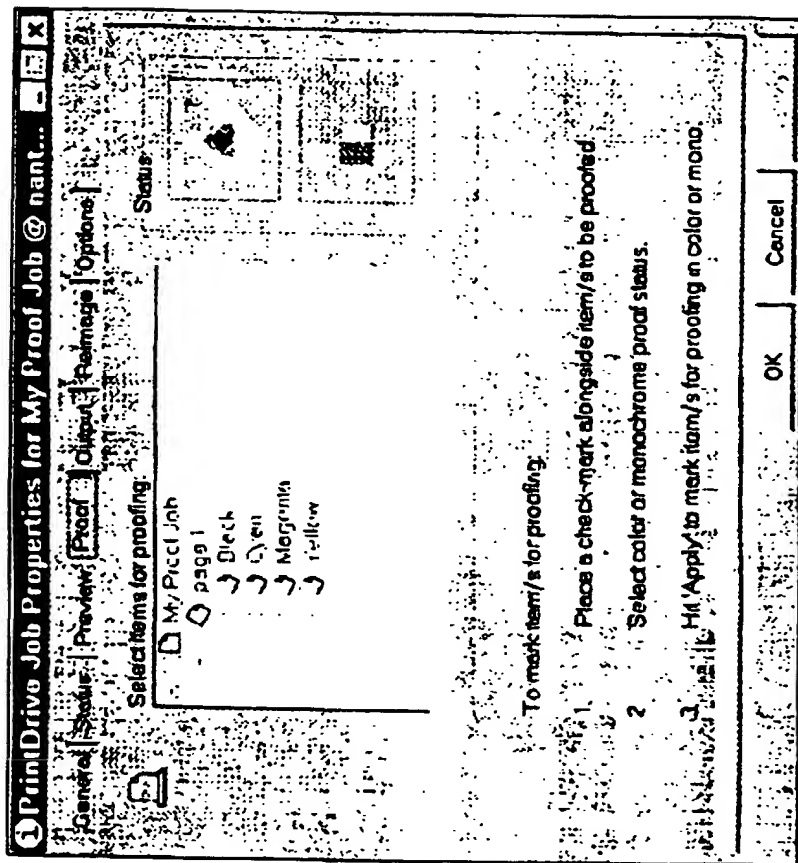 PrintDrive Job Properties for My Proof Job @ nant...
General Status Preview Proof Output Reimage Options
Select items for proofing:
Status
My Proof Job
page 1
Black
Cyan
Magenta
Yellow
To mark item/s for proofing:
1. Place a check-mark alongside item/s to be proofed.
2 Select color or monochrome proof status.
3. Hit 'Apply' to mark item/s for proofing in color or mono.
OK Cancel